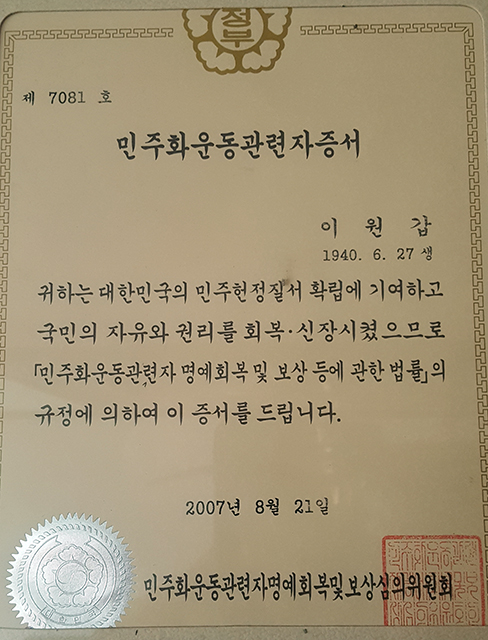 정부
제 7081 호
민주화운동관련자증서
이 원 갑
1940. 6. 27 생
귀하는 대한민국의 민주헌정질서 확립에 기여하고
국민의 자유와 권리를 회복·신장시켰으므로
「민주화운동관련자 명예회복 및 보상 등에 관한 법률」의
규정에 의하여 이 증서를 드립니다.
2007년 8월 21일
민주화운동관련자명예회복및보상심의위원회